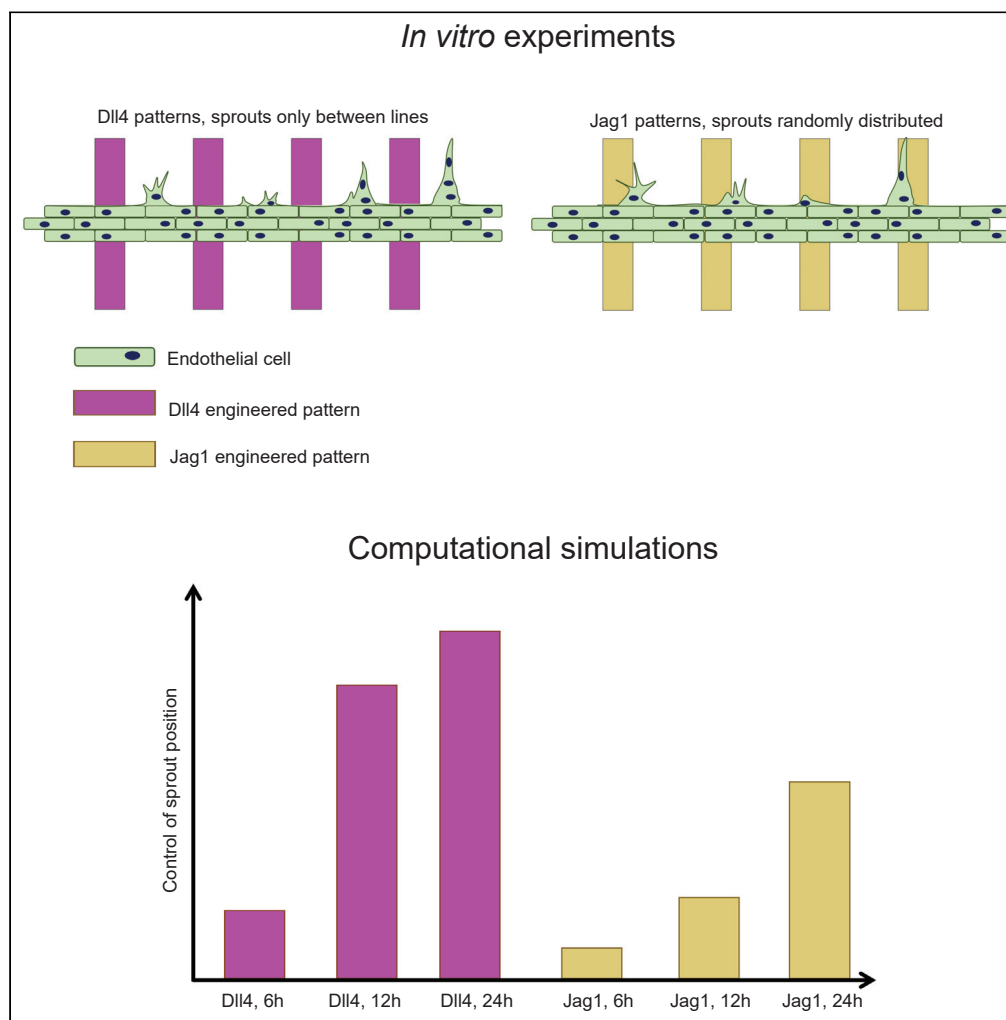 In vitro experiments
Dll4 patterns, sprouts only between lines
Jag1 patterns, sprouts randomly distributed
Endothelial cell
Dll4 engineered pattern
Jag1 engineered pattern
Computational simulations
Control of sprout position
Dll4, 6h
Dll4, 12h
Dll4, 24h
Jag1, 6h
Jag1, 12h
Jag1, 24h